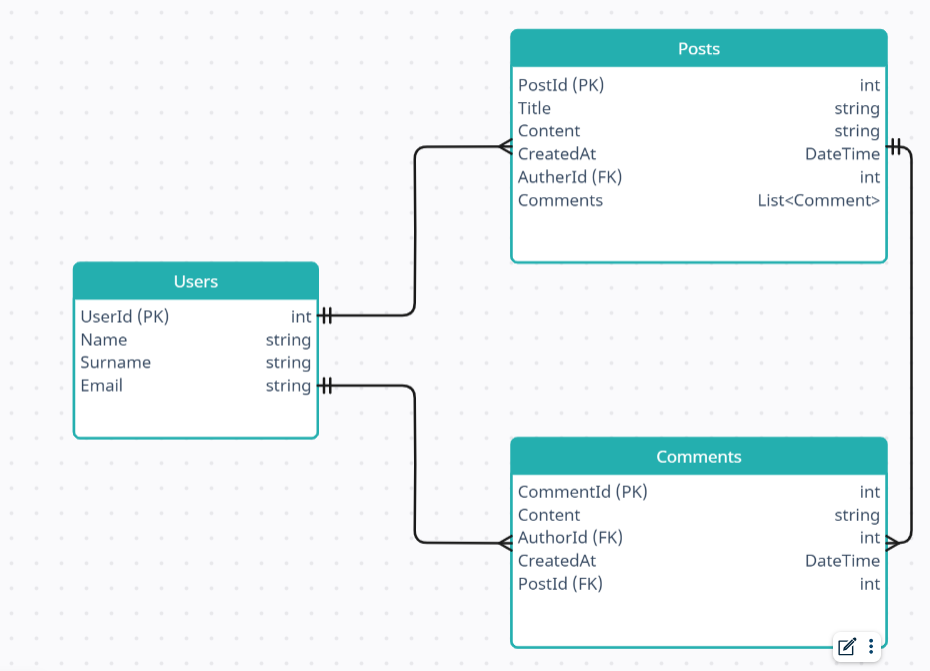 Posts
PostId (PK) int
Title string
Content string
CreatedAt DateTime
AutherId (FK) int
Comments List<Comment>
Users
UserId (PK) int
Name string
Surname string
Email string
Comments
CommentId (PK) int
Content string
AuthorId (FK) int
CreatedAt DateTime
PostId (FK) int